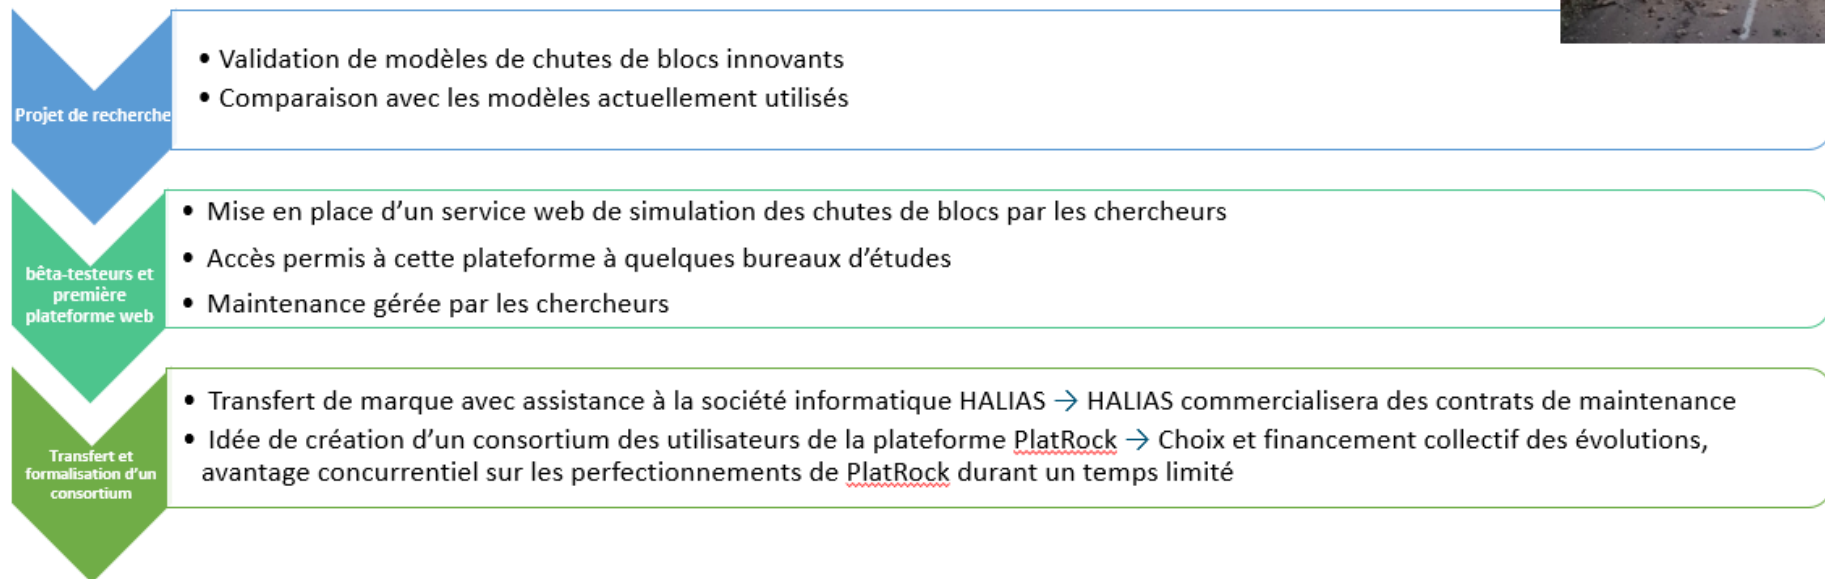 Projet de recherche
• Validation de modèles de chutes de blocs innovants
• Comparaison avec les modèles actuellement utilisés
bêta-testeurs et
première
plateforme web
• Mise en place d’un service web de simulation des chutes de blocs par les chercheurs
• Accès permis à cette plateforme à quelques bureaux d’études
• Maintenance gérée par les chercheurs
Transfert et
formalisation d’un
consortium
• Transfert de marque avec assistance à la société informatique HALIAS → HALIAS commercialisera des contrats de maintenance
• Idée de création d’un consortium des utilisateurs de la plateforme PlatRock → Choix et financement collectif des évolutions,
avantage concurrentiel sur les perfectionnements de PlatRock durant un temps limité